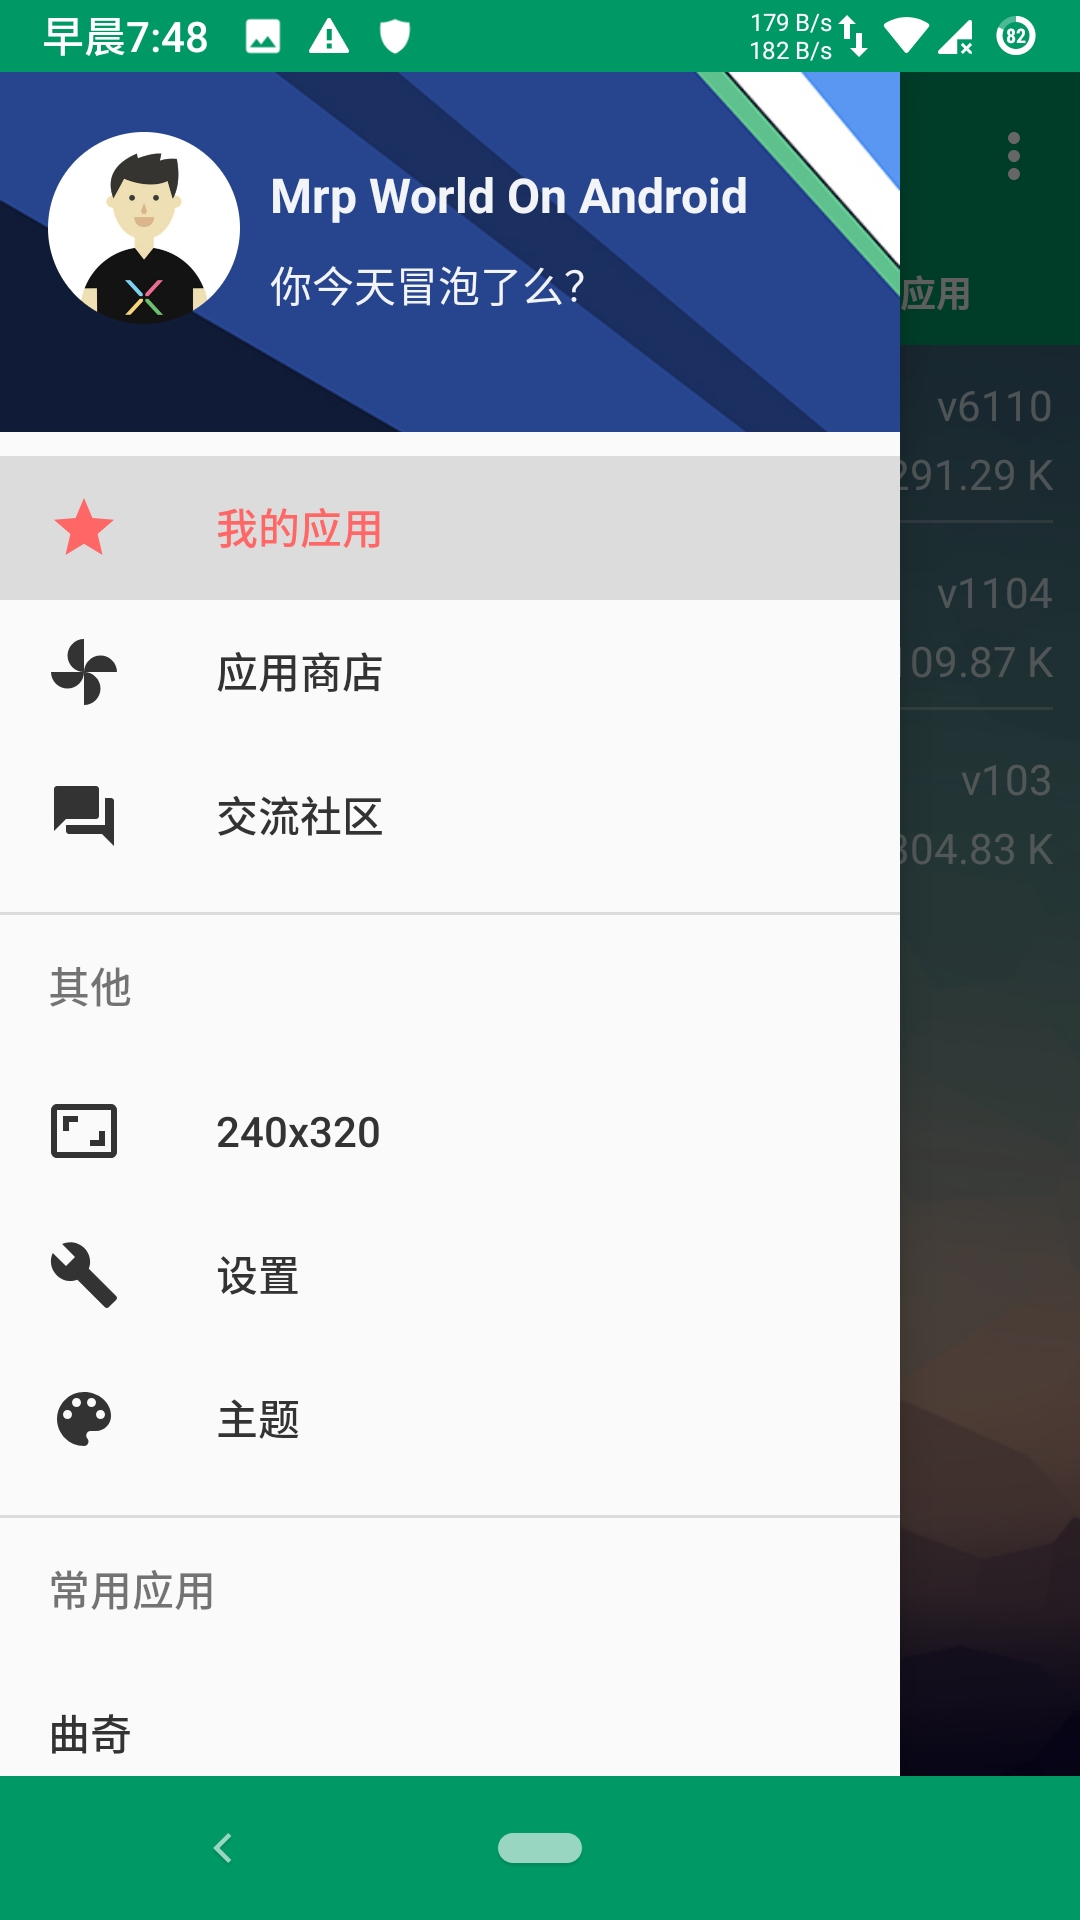 早晨7:48
179 B/s
182 B/s
82
Mrp World On Android
你今天冒泡了么？
应用
v6110
291.29 K
我的应用
v1104
09.87 K
应用商店
v103
304.83 K
交流社区
其他
240x320
设置
主题
常用应用
曲奇